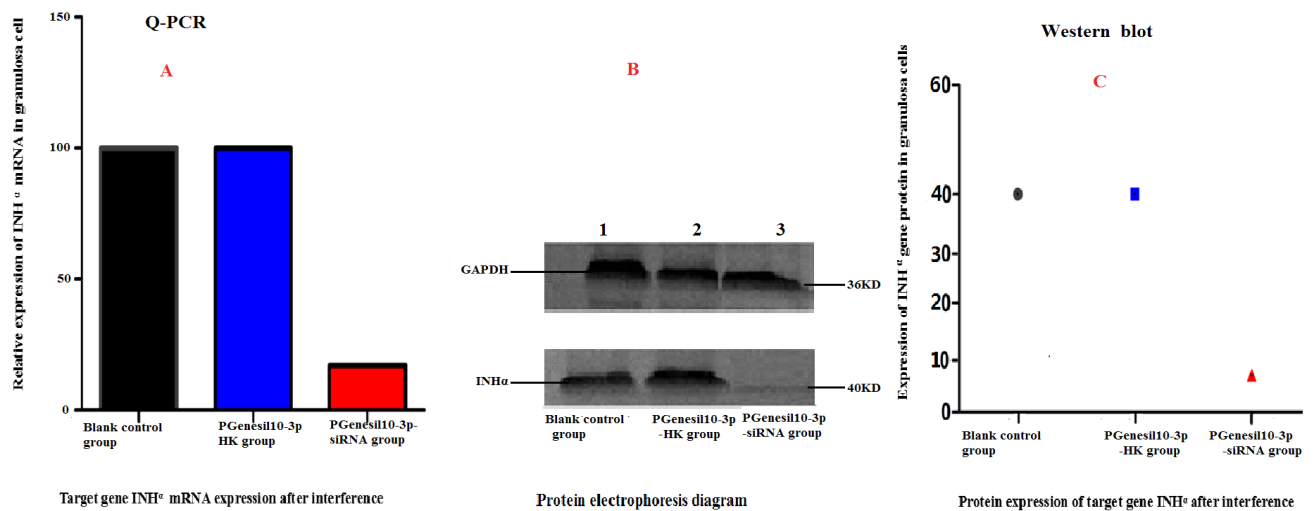 Q-PCR
A
Relative expression of INH α mRNA in granulosa cell
150
100
50
0
Blank control
group
PGenesil10-3p
HK group
PGenesil10-3p-
siRNA group
Target gene INHα mRNA expression after interference
B
1 2 3
GAPDH
36KD
INHα
40KD
Blank control
group
PGenesil10-3p
-HK group
PGenesil10-3p
-siRNA group
Protein electrophoresis diagram
Western blot
C
Expression of INH α gene protein in granulosa cells
60
40
30
20
10
0
Blank control
group
PGenesil10-3p
-HK group
PGenesil10-3p
-siRNA group
Protein expression of target gene INHα after interference